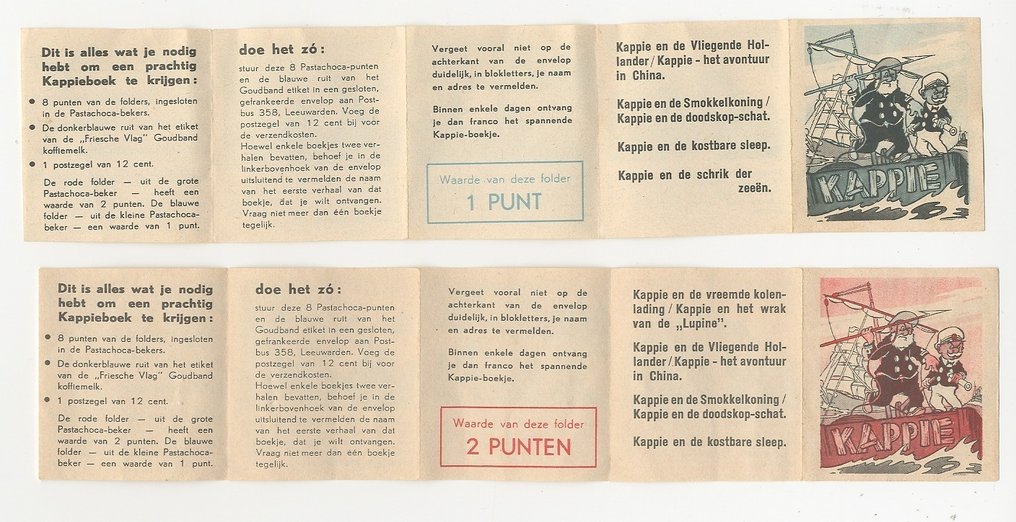 Dit is alles wat je nodig
hebt om een prachtig
Kappieboek te krijgen:
● 8 punten van de folders, ingesloten
in de Pastachoca-bekers.
● De donkerblauwe ruit van het etiket
van de „Friesche Vlag” Goudband
koffiemelk.
● 1 postzegel van 12 cent.
De rode folder — uit de grote
Pastachoca-beker — heeft een
waarde van 2 punten. De blauwe
folder — uit de kleine Pastachoca-
beker — een waarde van 1 punt.
doe het zó:
stuur deze 8 Pastachoca-punten
en de blauwe ruit van het
Goudband etiket in een gesloten,
gefrankeerde envelop aan Post-
bus 358, Leeuwarden. Voeg de
postzegel van 12 cent bij voor
de verzendkosten.
Hoewel enkele boekjes twee ver-
halen bevatten, behoef je in de
linkerbovenhoek van de envelop
uitsluitend te vermelden de naam
van het eerste verhaal van dat
boekje, dat je wilt ontvangen.
Vraag niet meer dan één boekje
tegelijk.
Vergeet vooral niet op de
achterkant van de envelop
duidelijk, in blokletters, je naam
en adres te vermelden.
Binnen enkele dagen ontvang
je dan franco het spannende
Kappie-boekje.
Waarde van deze folder
1 PUNT
Kappie en de Vliegende Hol-
lander / Kappie - het avontuur
in China.
Kappie en de Smokkelkoning /
Kappie en de doodskop-schat.
Kappie en de kostbare sleep.
Kappie en de schrik der
zeeën.
KAPPIE
Dit is alles wat je nodig
hebt om een prachtig
Kappieboek te krijgen:
● 8 punten van de folders, ingesloten
in de Pastachoca-bekers.
● De donkerblauwe ruit van het etiket
van de „Friesche Vlag” Goudband
koffiemelk.
● 1 postzegel van 12 cent.
De rode folder — uit de grote
Pastachoca-beker — heeft een
waarde van 2 punten. De blauwe
folder — uit de kleine Pastachoca-
beker — een waarde van 1 punt.
doe het zó:
stuur deze 8 Pastachoca-punten
en de blauwe ruit van het
Goudband etiket in een gesloten,
gefrankeerde envelop aan Post-
bus 358, Leeuwarden. Voeg de
postzegel van 12 cent bij voor
de verzendkosten.
Hoewel enkele boekjes twee ver-
halen bevatten, behoef je in de
linkerbovenhoek van de envelop
uitsluitend te vermelden de naam
van het eerste verhaal van dat
boekje, dat je wilt ontvangen.
Vraag niet meer dan één boekje
tegelijk.
Vergeet vooral niet op de
achterkant van de envelop
duidelijk, in blokletters, je naam
en adres te vermelden.
Binnen enkele dagen ontvang
je dan franco het spannende
Kappie-boekje.
Waarde van deze folder
2 PUNTEN
Kappie en de vreemde kolen-
lading / Kappie en het wrak
van de „Lupine”.
Kappie en de Vliegende Hol-
lander / Kappie - het avontuur
in China.
Kappie en de Smokkelkoning /
Kappie en de doodskop-schat.
Kappie en de kostbare sleep.
KAPPIE